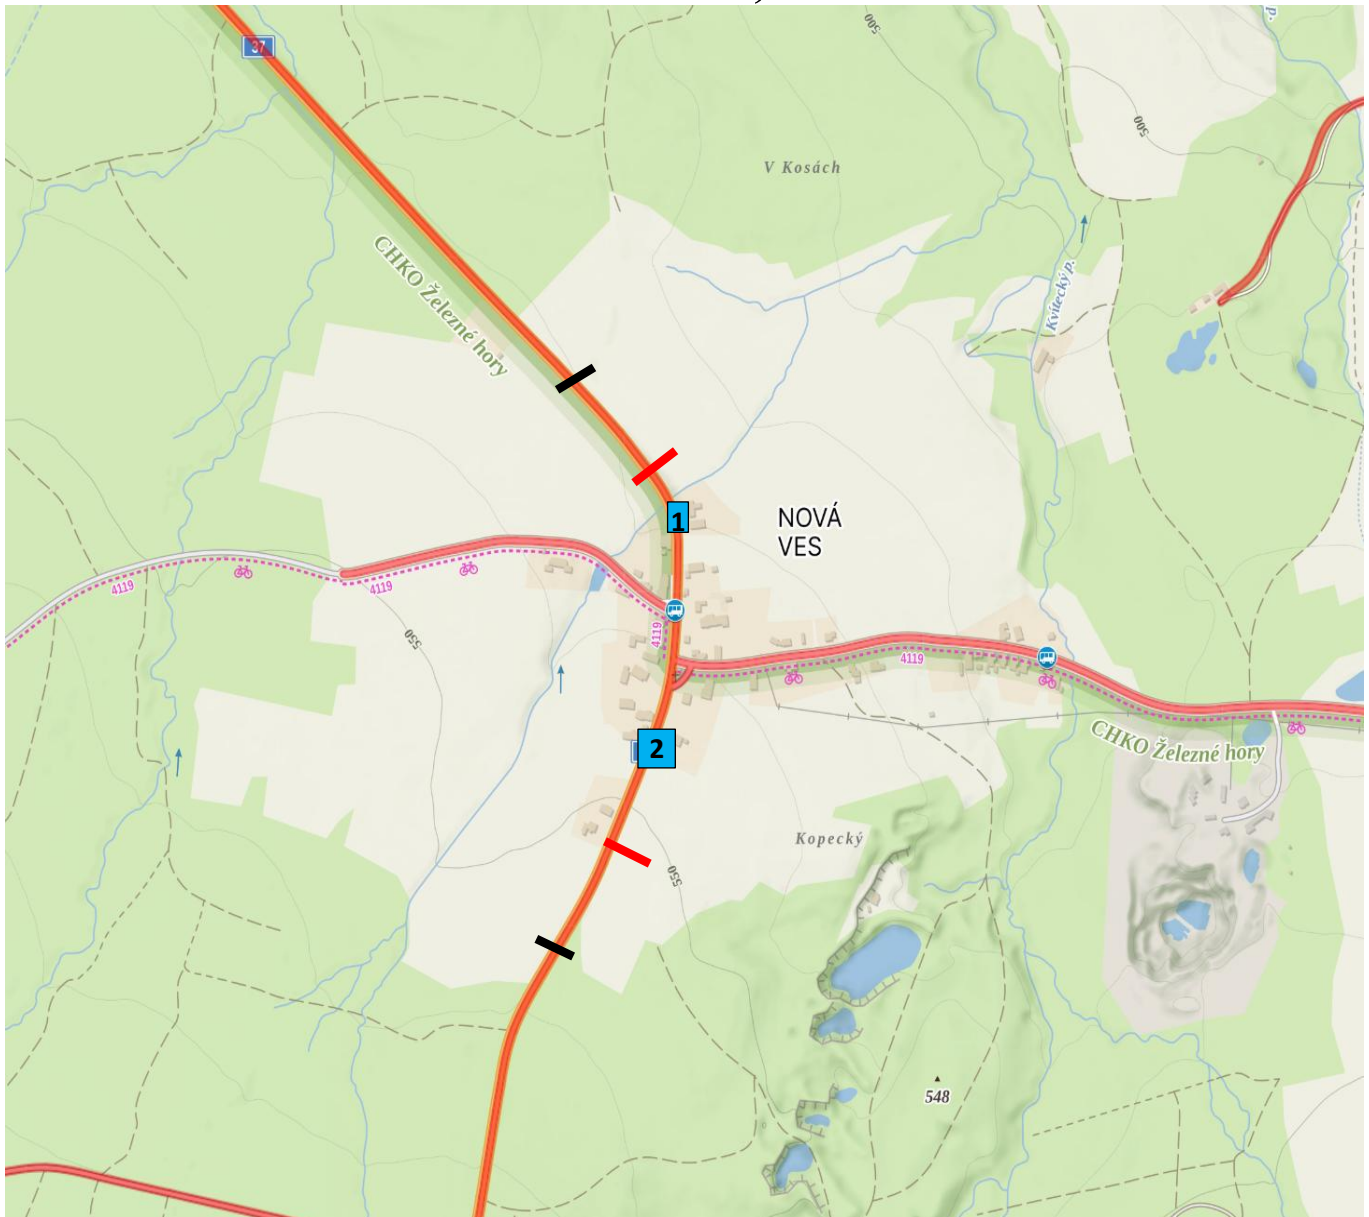 500
p.
37
500
V Kosách
CHKO Železné hory
Kvítecký p.
1
NOVÁ
VES
4119
4119
4119
4119
550
2
CHKO Železné hory
Kopecký
550
548